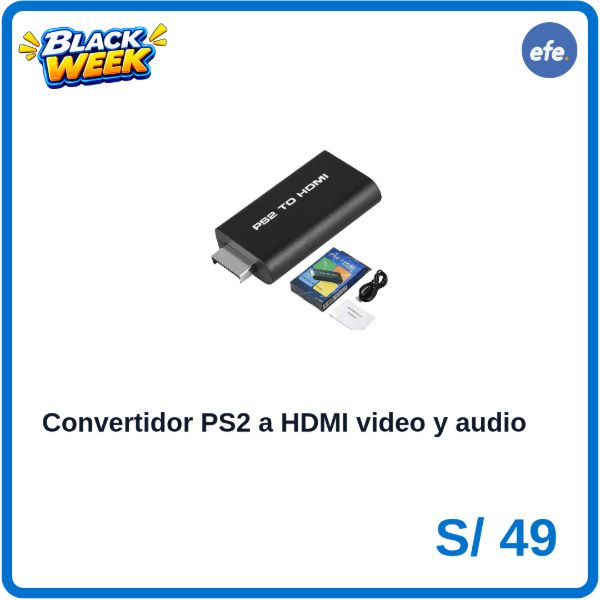 BLACK
WEEK
efe.
PS2 TO HDMI
Convertidor PS2 a HDMI video y audio
S/ 49